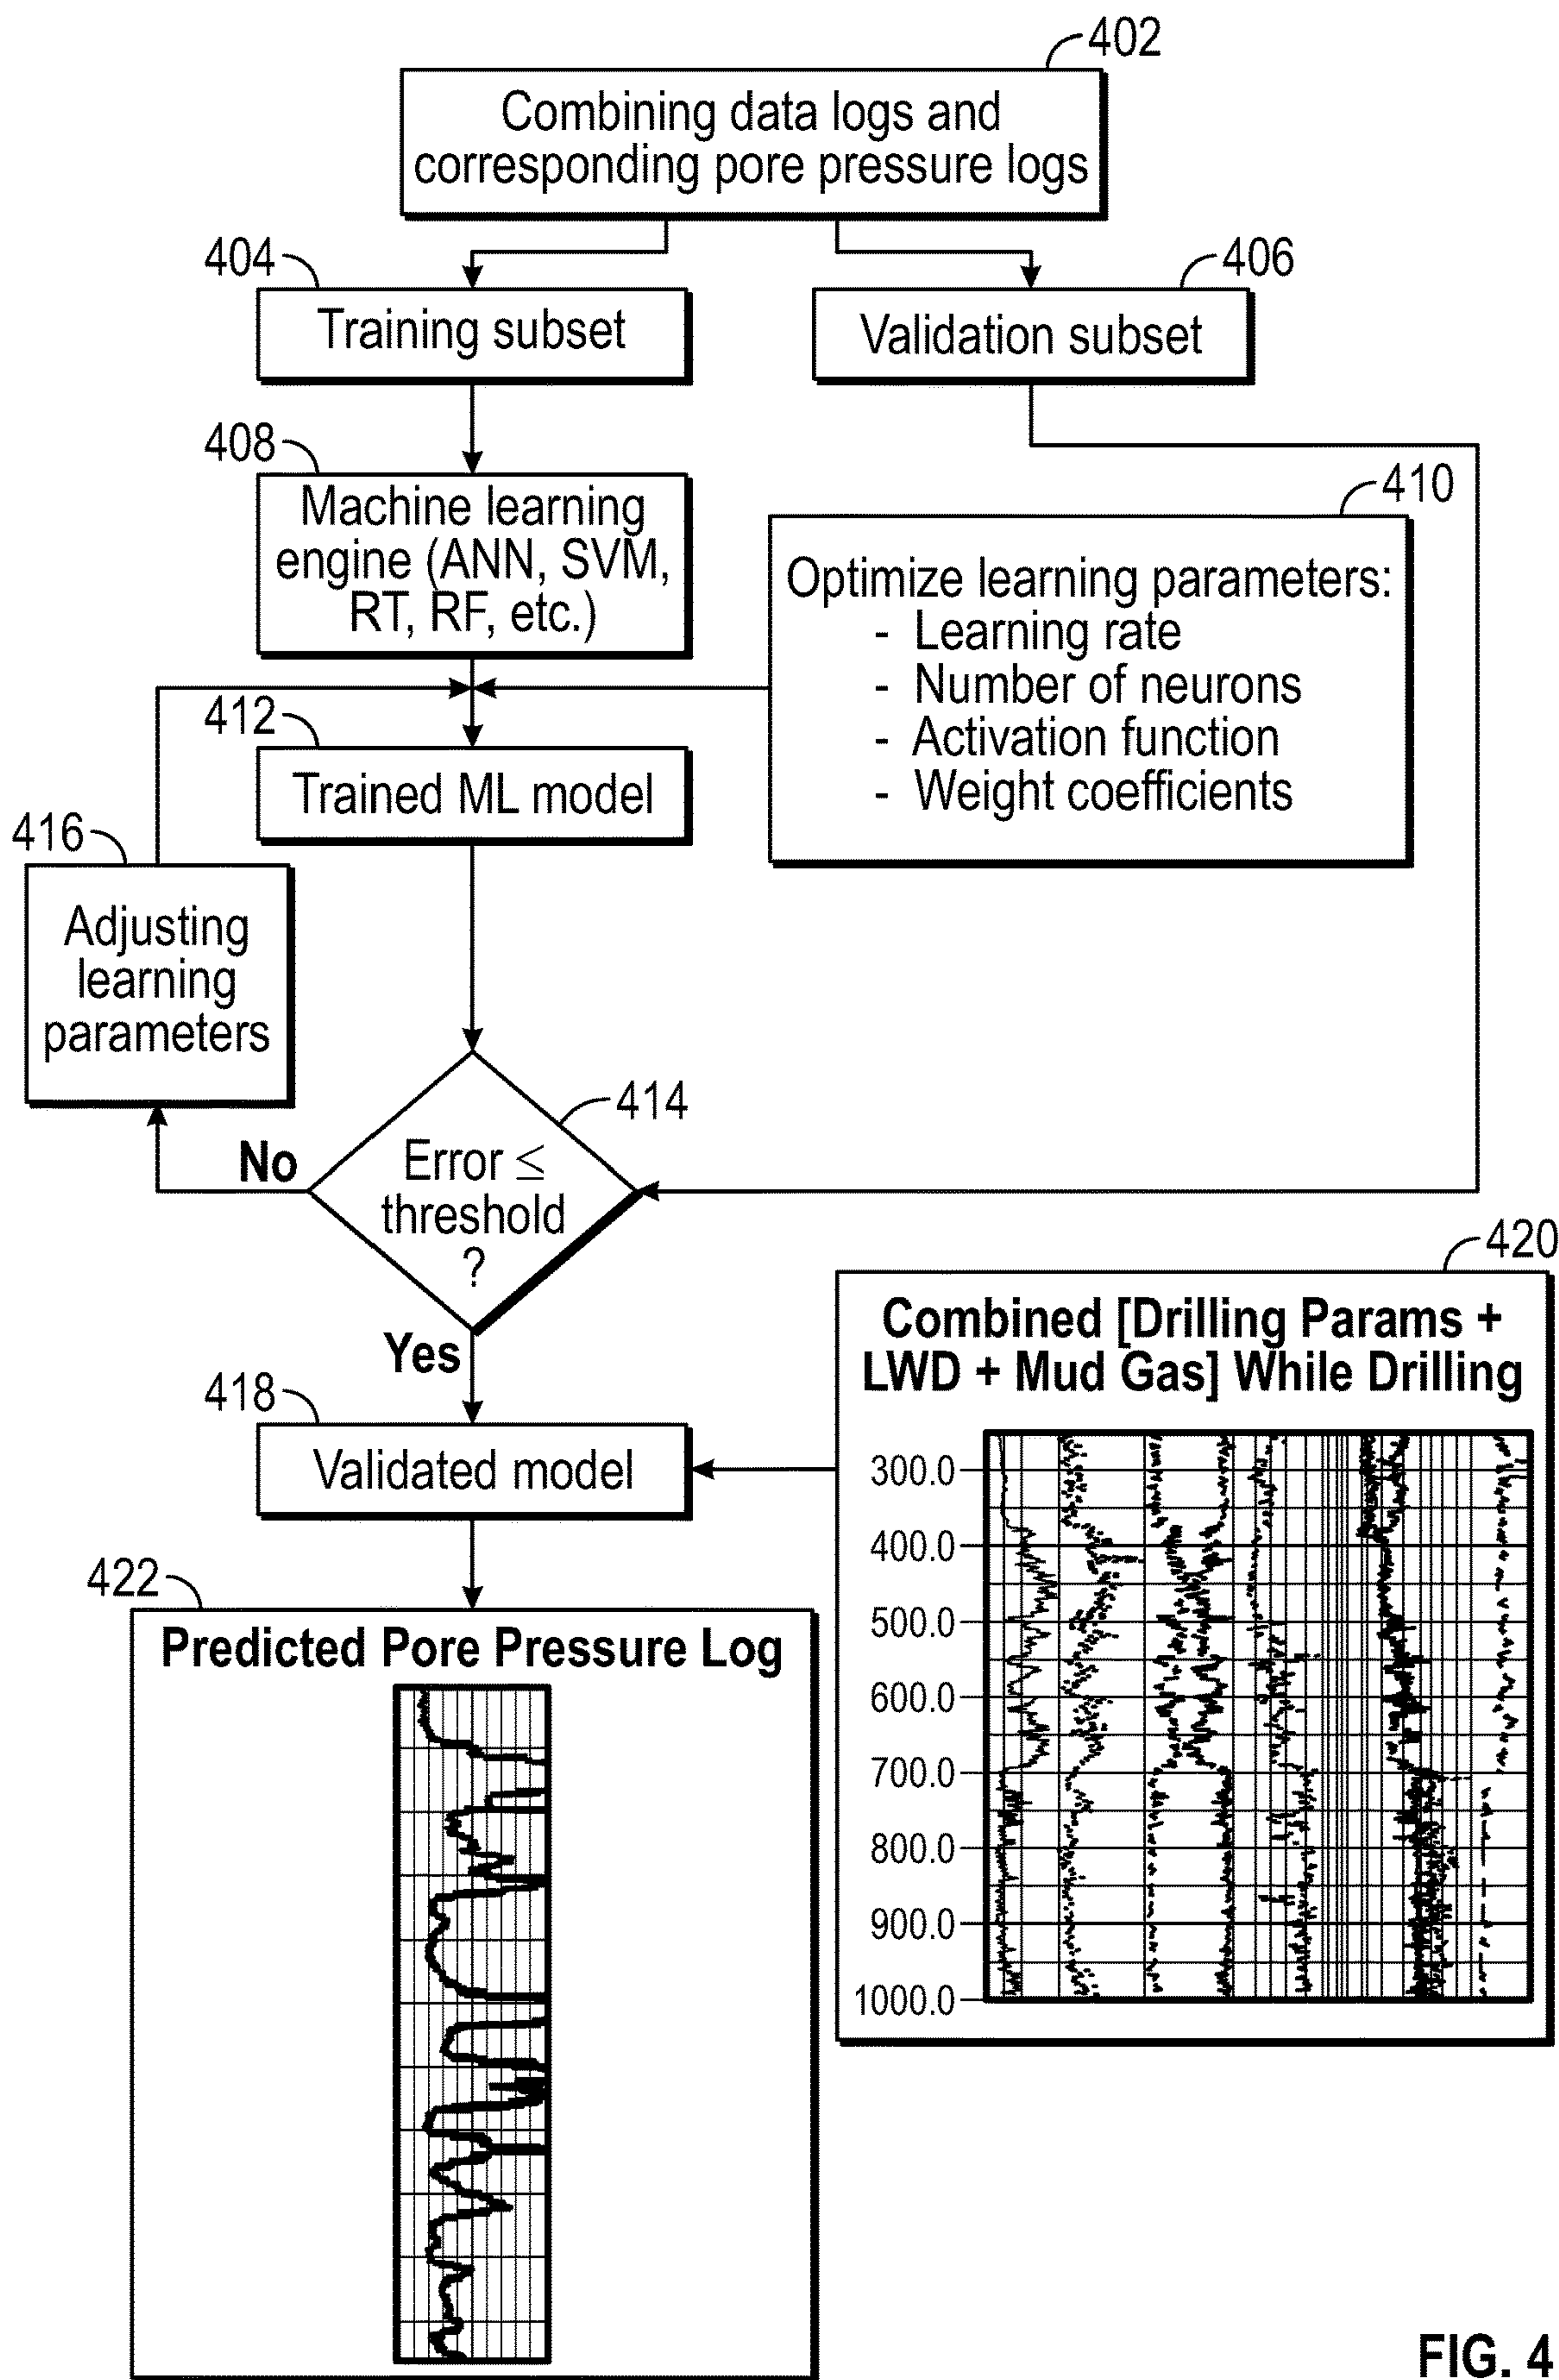 402
Combining data logs and
corresponding pore pressure logs
404
406
Training subset
Validation subset
408
Machine learning
engine (ANN, SVM,
RT, RF, etc.)
410
Optimize learning parameters:
- Learning rate
- Number of neurons
- Activation function
- Weight coefficients
412
Trained ML model
416
Adjusting
learning
parameters
414
Error ≤
threshold
?
No
Yes
420
Combined [Drilling Params +
LWD + Mud Gas] While Drilling
300.0
400.0
500.0
600.0
700.0
800.0
900.0
1000.0
418
Validated model
422
Predicted Pore Pressure Log
FIG. 4